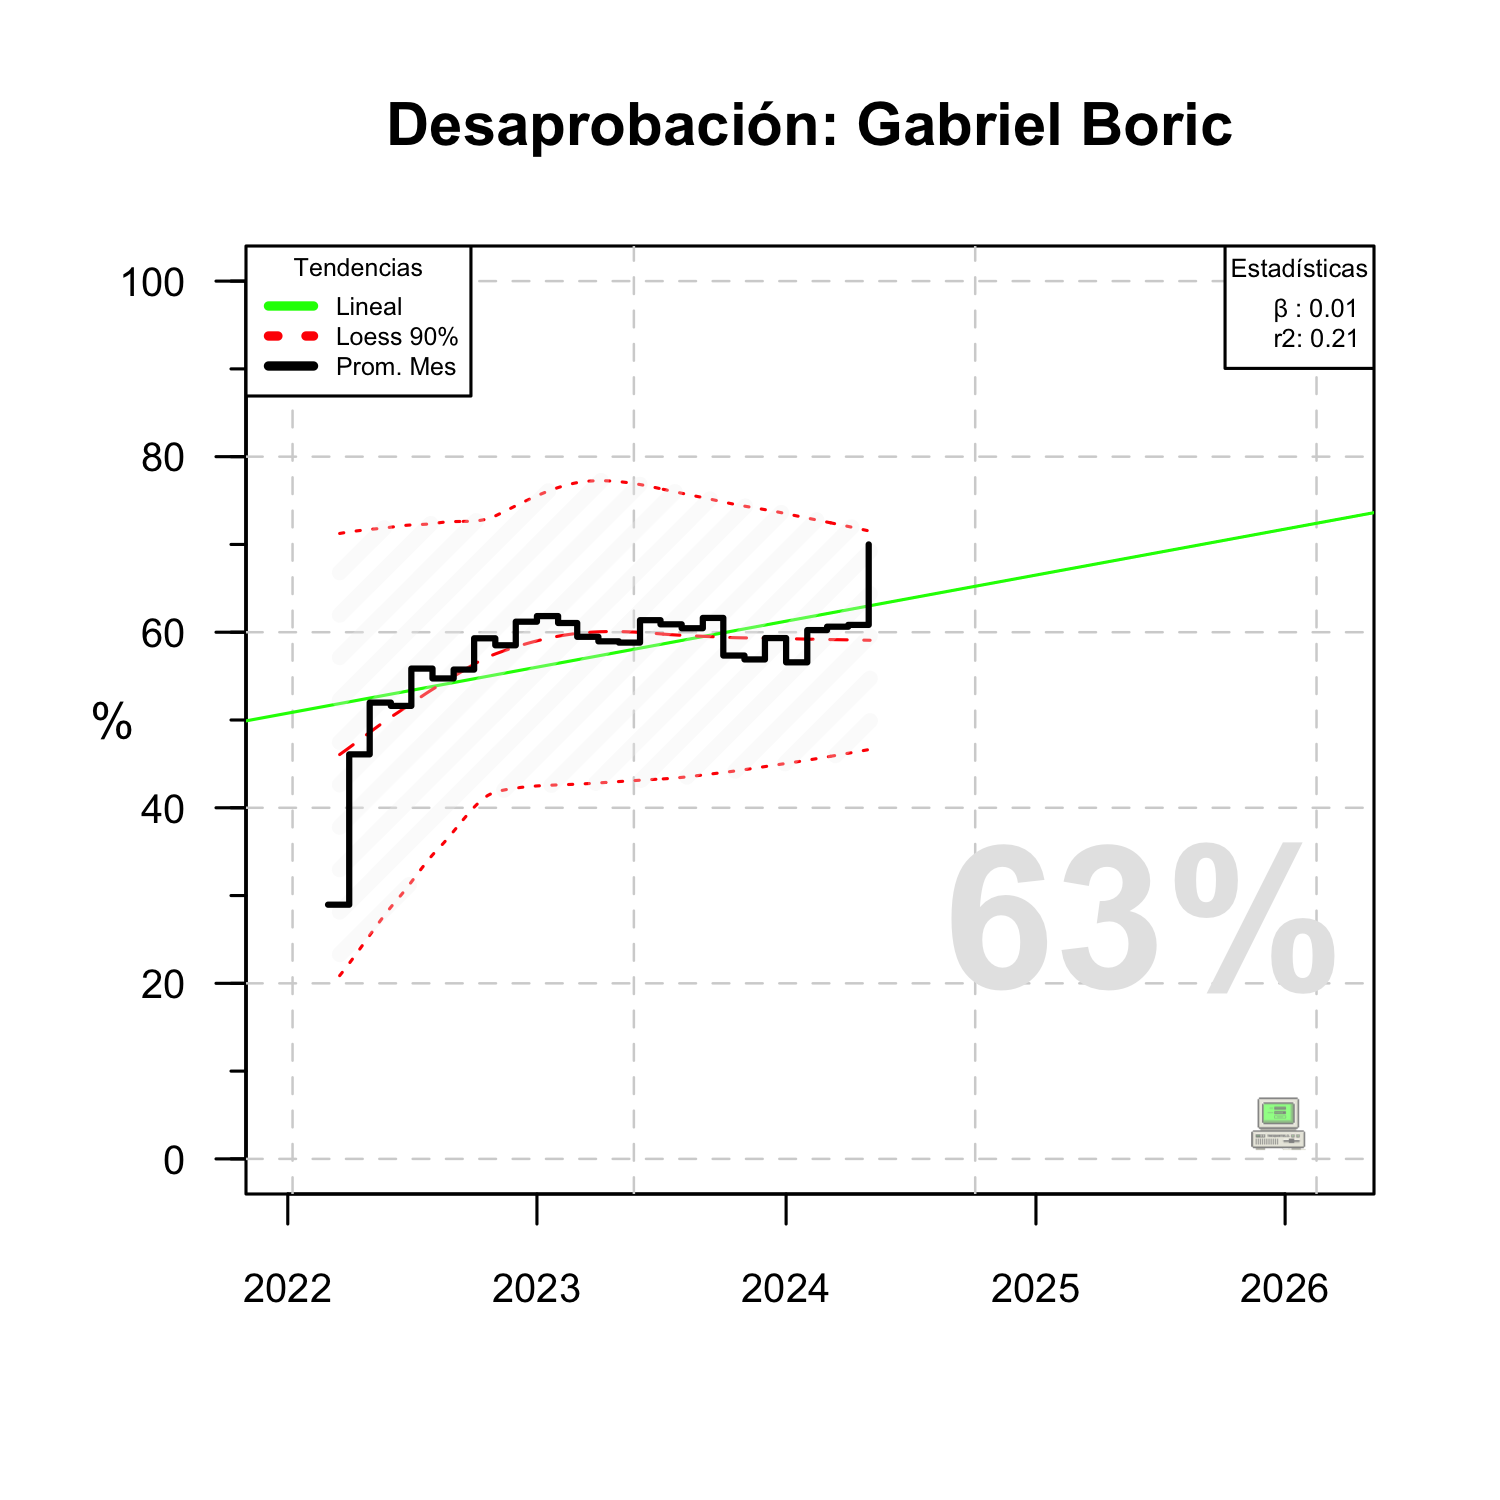 Desaprobación: Gabriel Boric
Tendencias
Lineal
Loess 90%
Prom. Mes
Estadísticas
β : 0.01
r2: 0.21
100
80
60
40
20
0
%
63%
2022
2023
2024
2025
2026